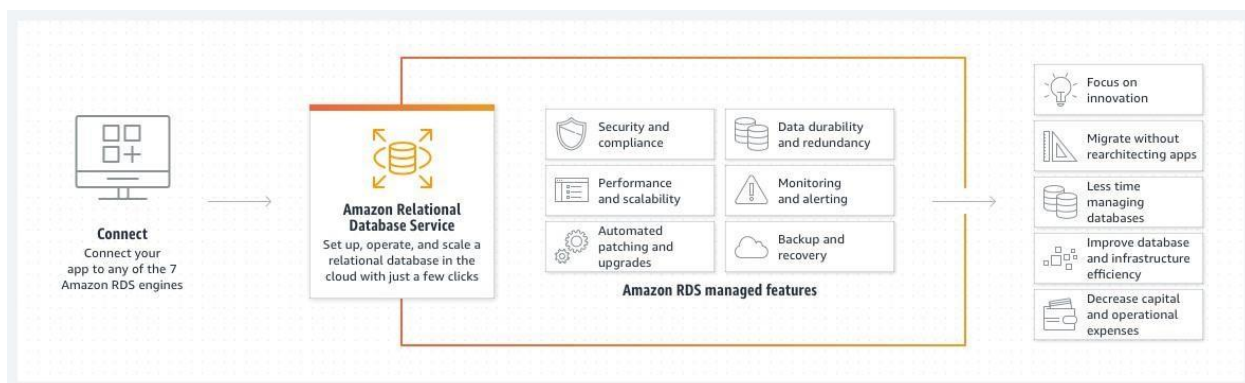 Connect
Connect your
app to any of the 7
Amazon RDS engines
Amazon Relational
Database Service
Set up, operate, and scale a
relational database in the
cloud with just a few clicks
Security and
compliance
Data durability
and redundancy
Performance
and scalability
Monitoring
and alerting
Automated
patching and
upgrades
Backup and
recovery
Amazon RDS managed features
Focus on
innovation
Migrate without
rearchitecting apps
Less time
managing
databases
Improve database
and infrastructure
efficiency
Decrease capital
and operational
expenses